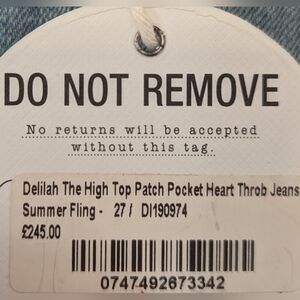 DO NOT REMOVE
No returns will be accepted
without this tag.
Delilah The High Top Patch Pocket Heart Throb Jeans
Summer Fling - 27 / DI190974
£245.00
0747492673342